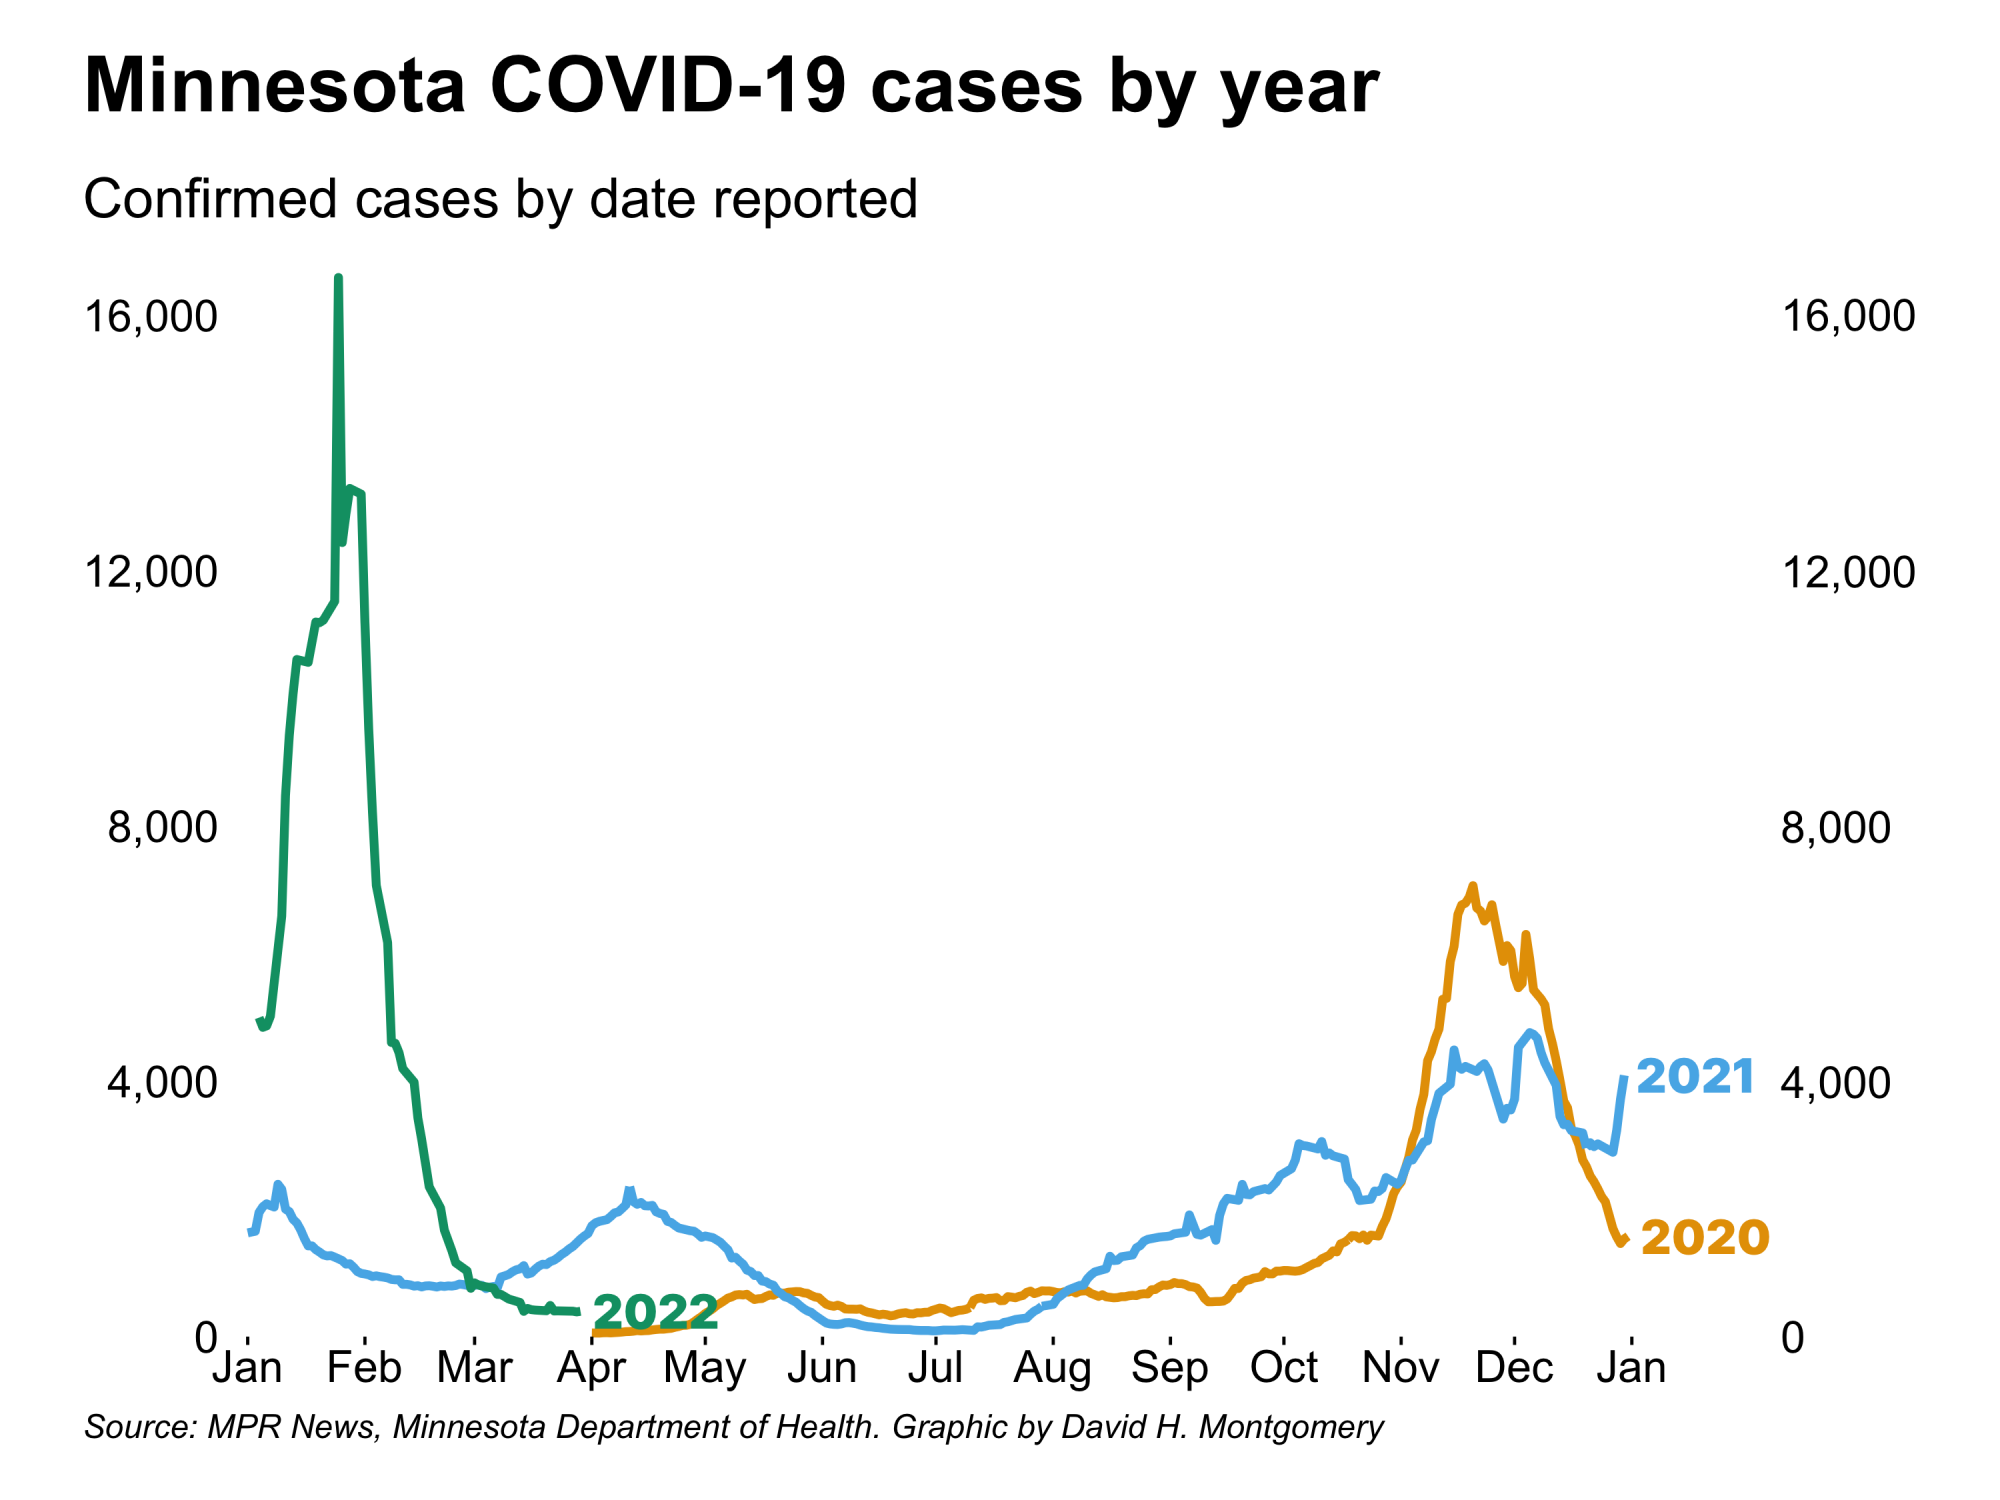 Minnesota COVID-19 cases by year
Confirmed cases by date reported
16,000 16,000
12,000 12,000
8,000 8,000
4,000 2021 4,000
2020
2022
0 0
Jan Feb Mar Apr May Jun Jul Aug Sep Oct Nov Dec Jan
Source: MPR News, Minnesota Department of Health. Graphic by David H. Montgomery